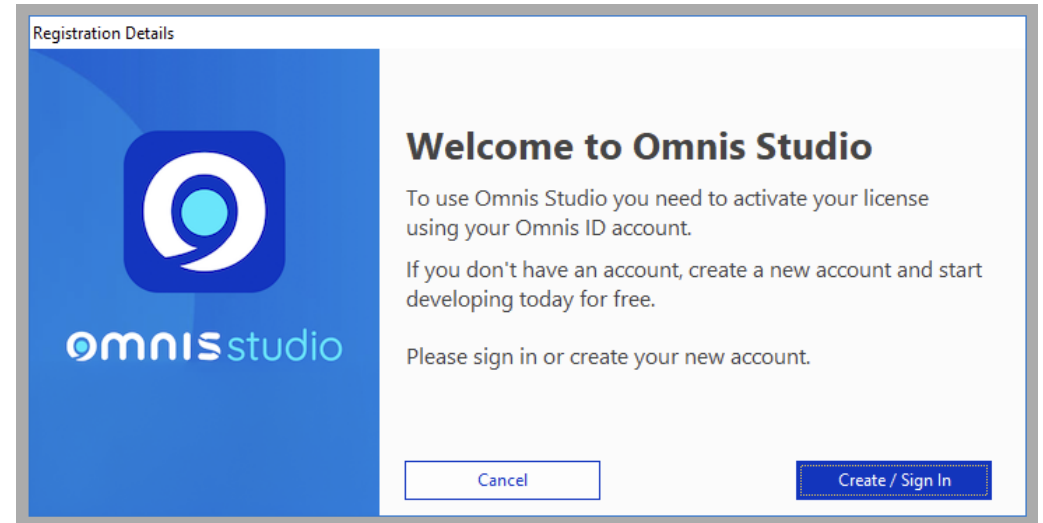 Registration Details
Welcome to Omnis Studio
To use Omnis Studio you need to activate your license
using your Omnis ID account.
If you don't have an account, create a new account and start
developing today for free.
omnis studio
Please sign in or create your new account.
Cancel
Create / Sign In